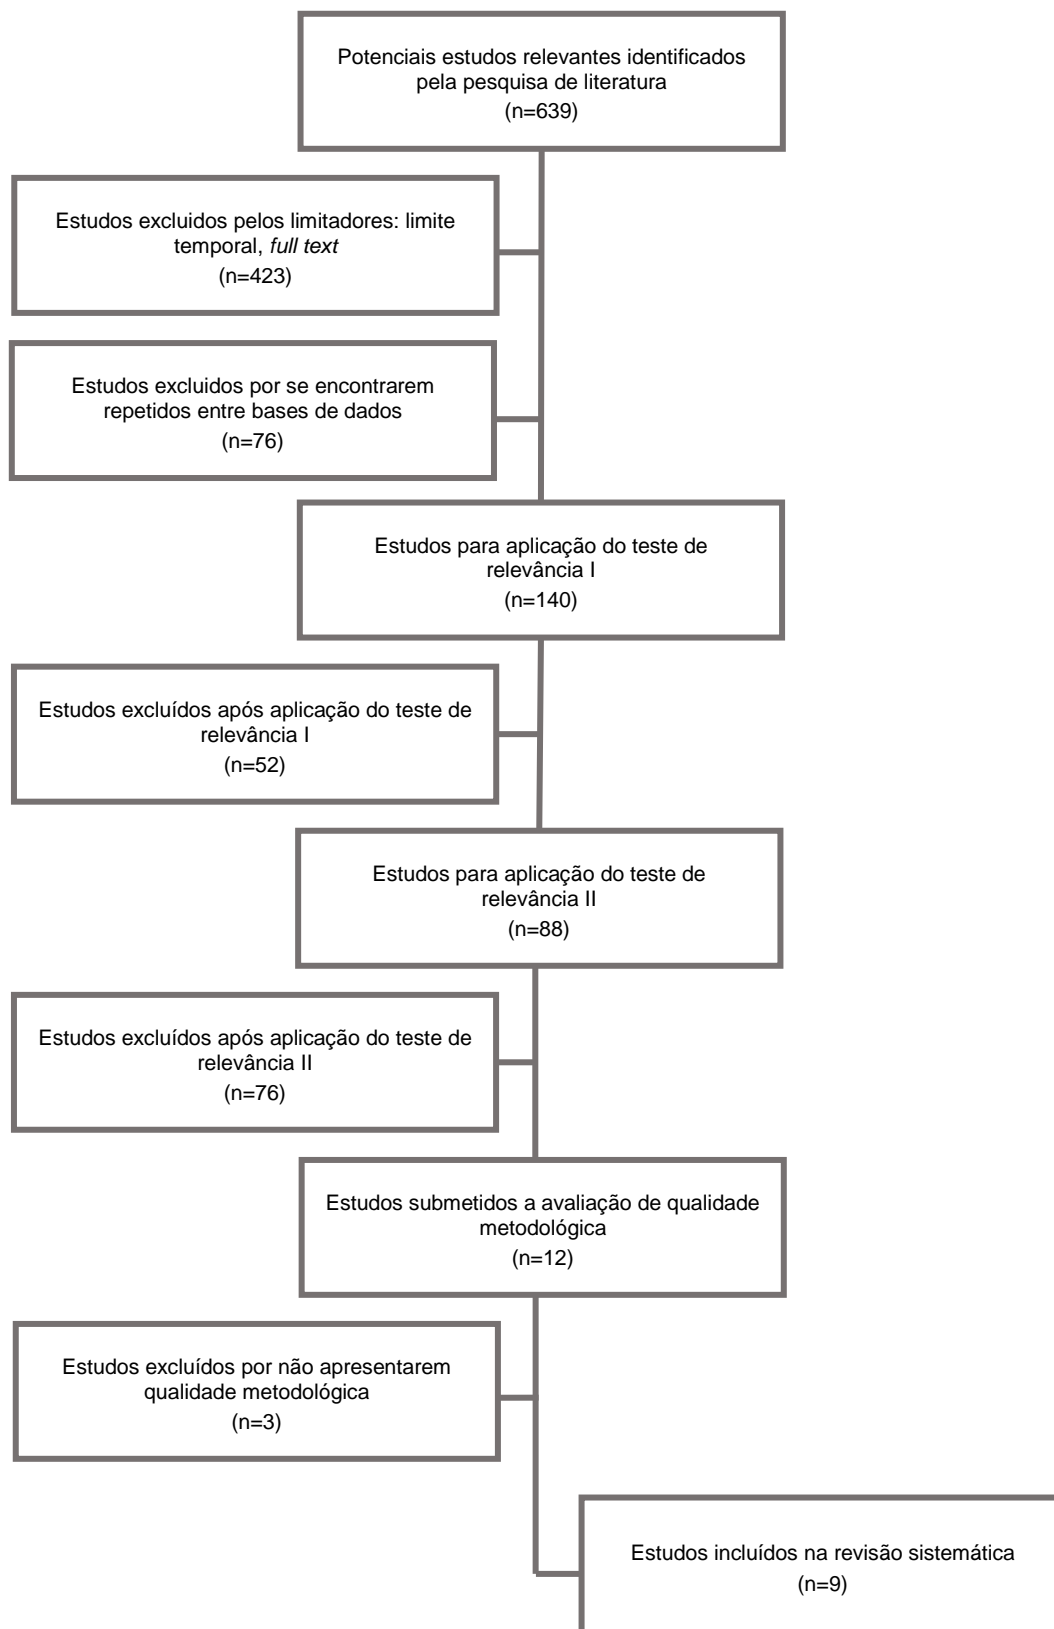 Potenciais estudos relevantes identificados
pela pesquisa de literatura
(n=639)
Estudos excluidos pelos limitadores: limite
temporal, full text
(n=423)
Estudos excluidos por se encontrarem
repetidos entre bases de dados
(n=76)
Estudos para aplicação do teste de
relevância I
(n=140)
Estudos excluídos após aplicação do teste de
relevância I
(n=52)
Estudos para aplicação do teste de
relevância II
(n=88)
Estudos excluídos após aplicação do teste de
relevância II
(n=76)
Estudos submetidos a avaliação de qualidade
metodológica
(n=12)
Estudos excluídos por não apresentarem
qualidade metodológica
(n=3)
Estudos incluídos na revisão sistemática
(n=9)